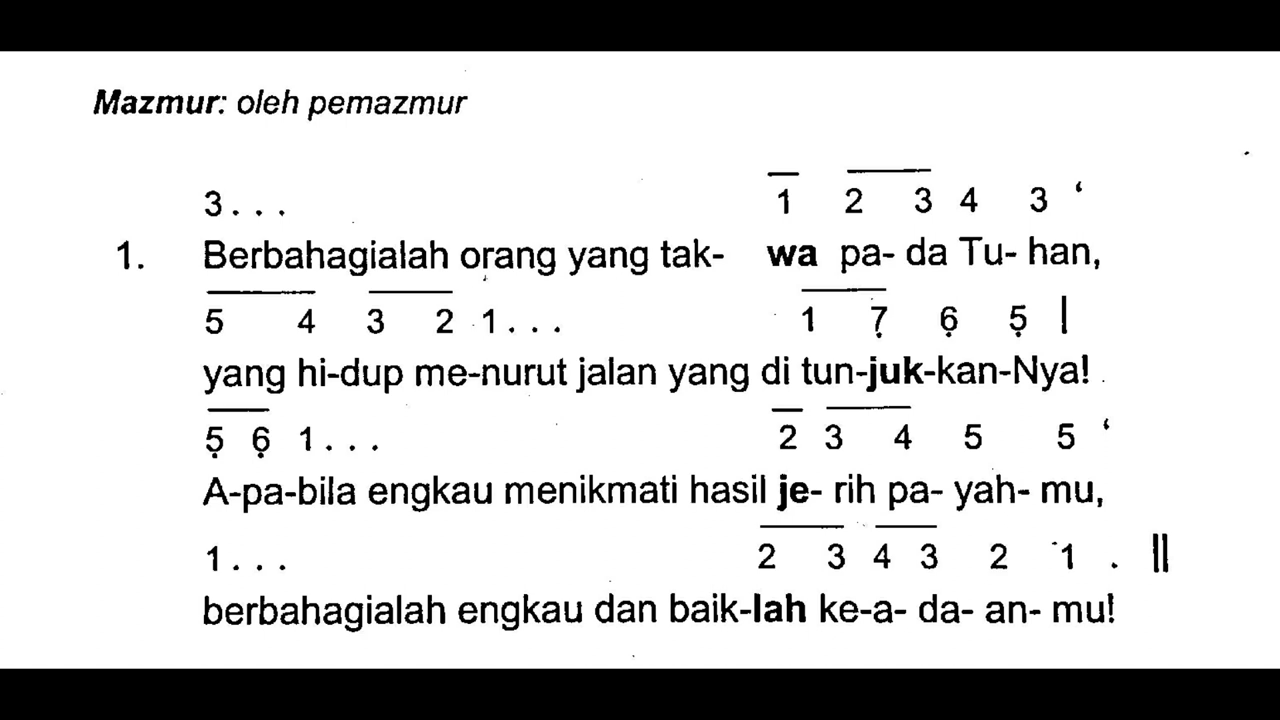 Mazmur: oleh pemazmur
3 . . . 1 2 3 4 3 ‘
1. Berbahagialah orang yang tak- wa pa- da Tu- han,
5 4 3 2 1 . . . 1 7̣ 6̣ 5̣ |
yang hi-dup me-nurut jalan yang di tun-juk-kan-Nya!
5̣ 6̣ 1 . . . 2 3 4 5 5 ‘
A-pa-bila engkau menikmati hasil je- rih pa- yah- mu,
1 . . . 2 3 4 3 2 1 . ||
berbahagialah engkau dan baik-lah ke-a- da- an- mu!